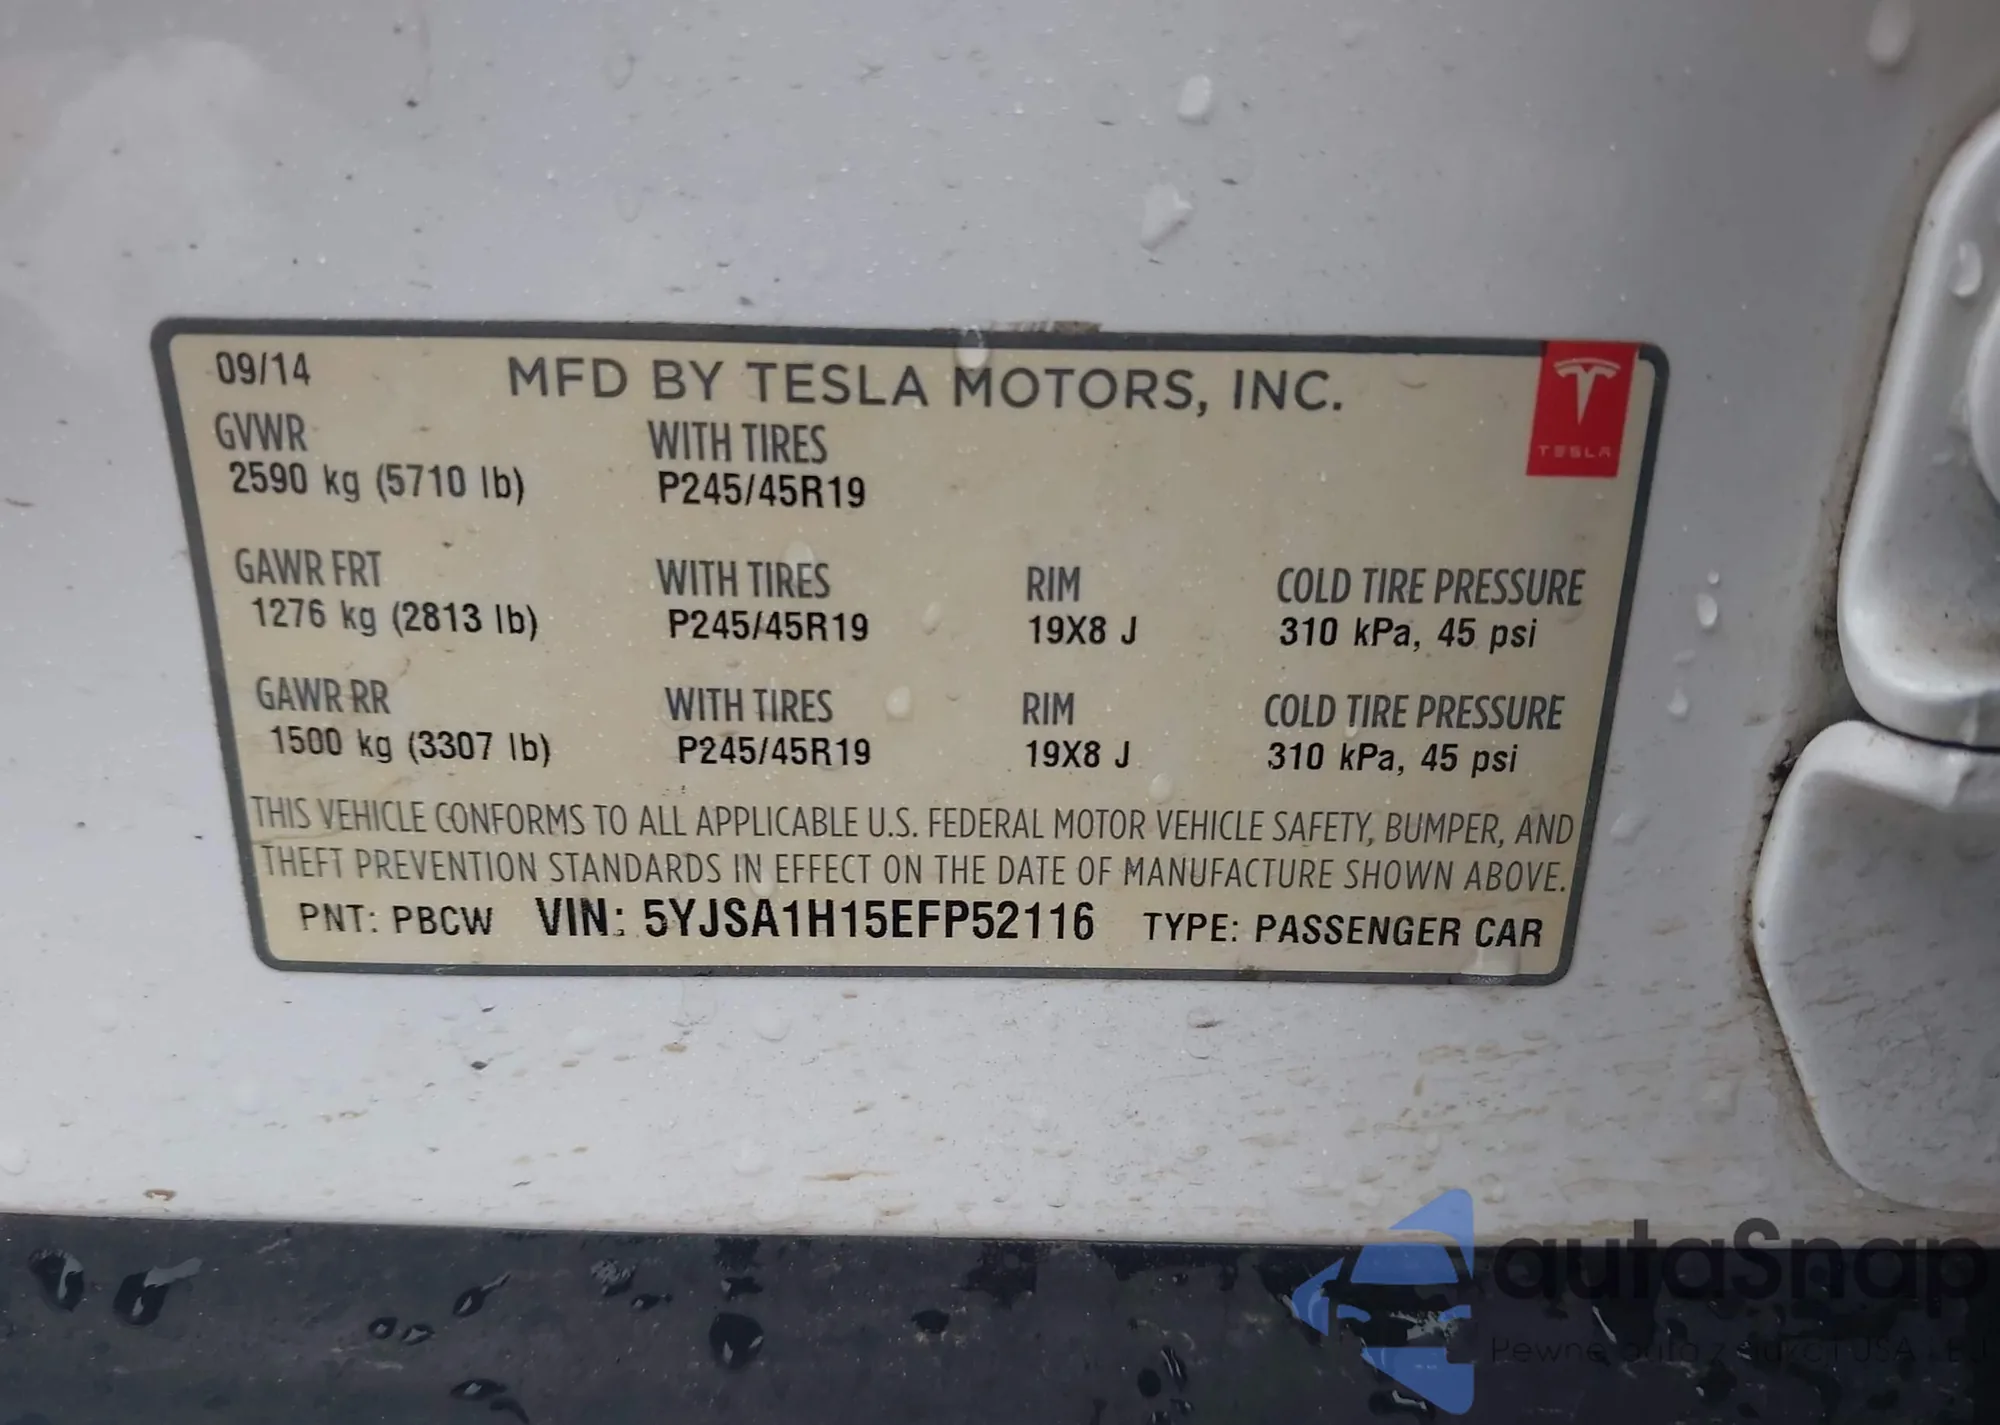 09/14 MFD BY TESLA MOTORS, INC.
TESLA
GVWR WITH TIRES
2590 kg (5710 lb) P245/45R19
GAWR FRT WITH TIRES RIM COLD TIRE PRESSURE
1276 kg (2813 lb) P245/45R19 19X8 J 310 kPa, 45 psi
GAWR RR WITH TIRES RIM COLD TIRE PRESSURE
1500 kg (3307 lb) P245/45R19 19X8 J 310 kPa, 45 psi
THIS VEHICLE CONFORMS TO ALL APPLICABLE U.S. FEDERAL MOTOR VEHICLE SAFETY, BUMPER, AND
THEFT PREVENTION STANDARDS IN EFFECT ON THE DATE OF MANUFACTURE SHOWN ABOVE.
PNT: PBCW VIN: 5YJSA1H15EFP52116 TYPE: PASSENGER CAR
autaSnap
Pewne auta z USA